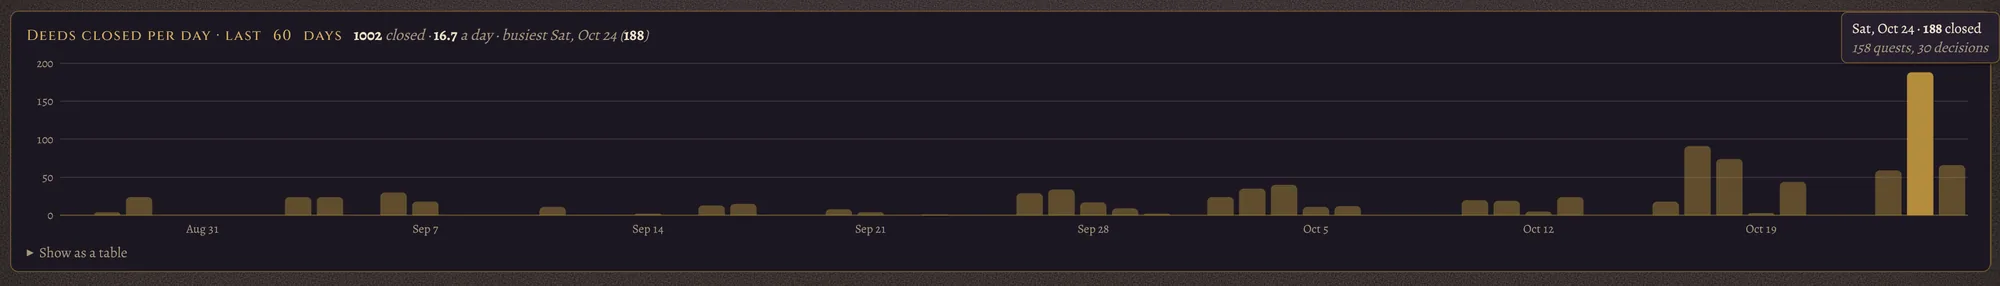 DEEDS CLOSED PER DAY · LAST 60 DAYS 1002 closed · 16.7 a day · busiest Sat, Oct 24 (188)
Sat, Oct 24 · 188 closed
158 quests, 30 decisions
200
150
100
50
0
Aug 31 Sep 7 Sep 14 Sep 21 Sep 28 Oct 5 Oct 12 Oct 19
▸ Show as a table